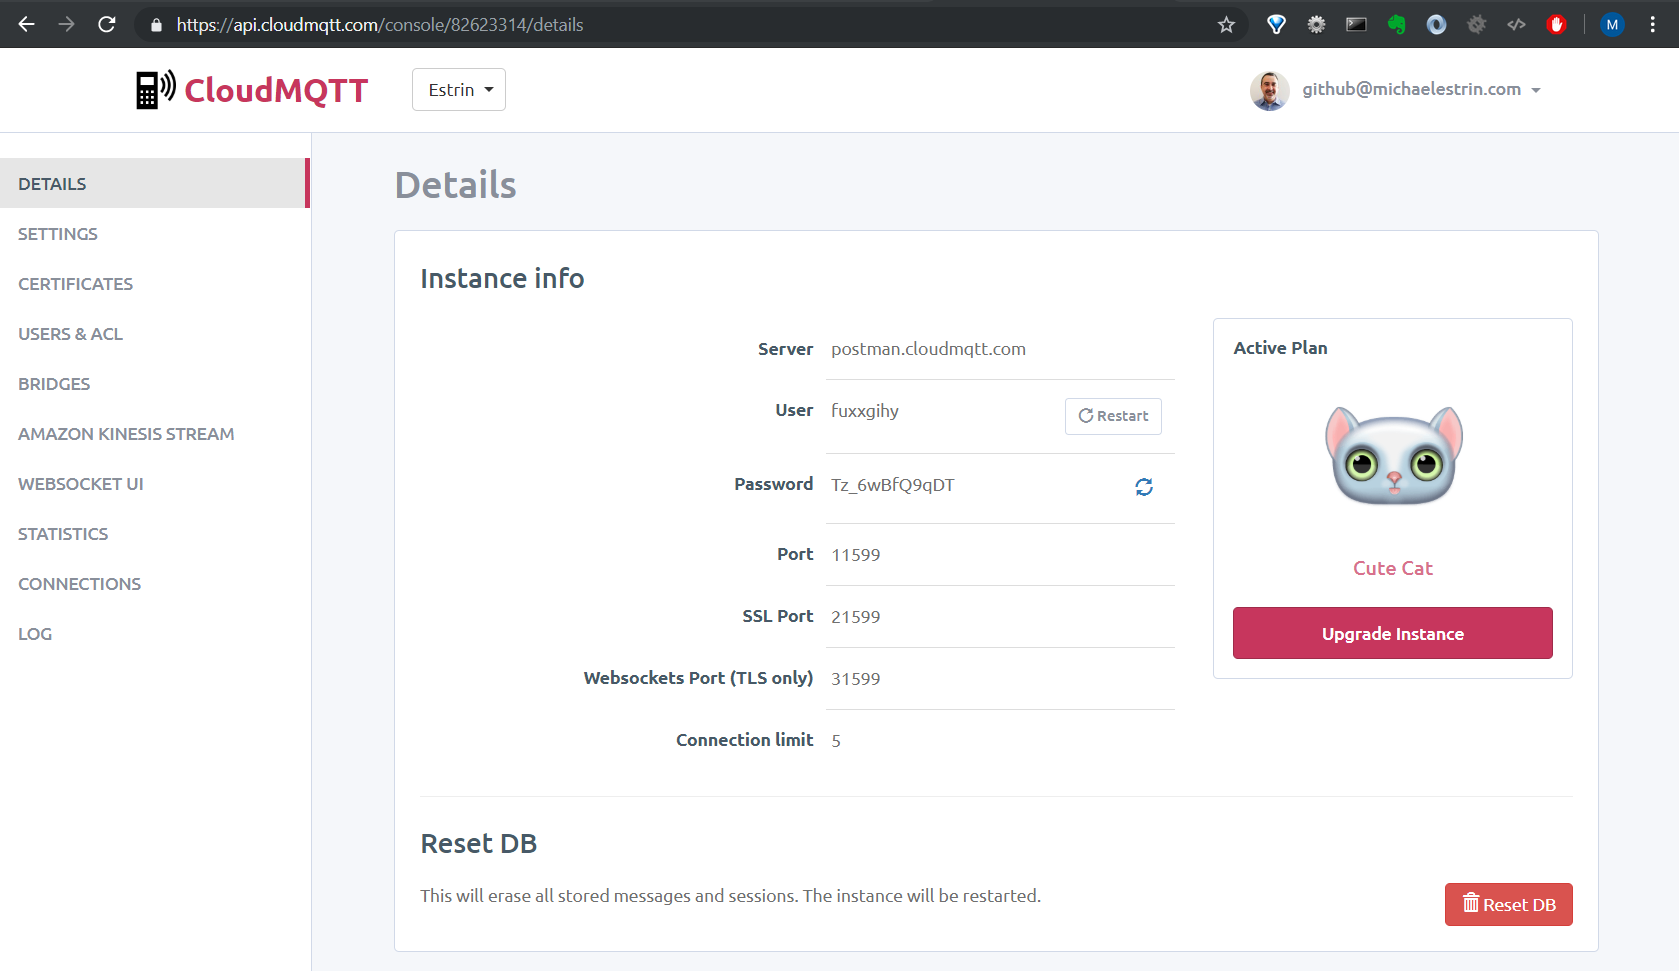 https://api.cloudmqtt.com/console/82623314/details
M
CloudMQTT
Estrin
github@michaelestrin.com
DETAILS
SETTINGS
CERTIFICATES
USERS & ACL
BRIDGES
AMAZON KINESIS STREAM
WEBSOCKET UI
STATISTICS
CONNECTIONS
LOG
Details
Instance info
Server postman.cloudmqtt.com
User fuxxgihy Restart
Password Tz_6wBfQ9qDT
Port 11599
SSL Port 21599
Websockets Port (TLS only) 31599
Connection limit 5
Active Plan
Cute Cat
Upgrade Instance
Reset DB
This will erase all stored messages and sessions. The instance will be restarted.
Reset DB